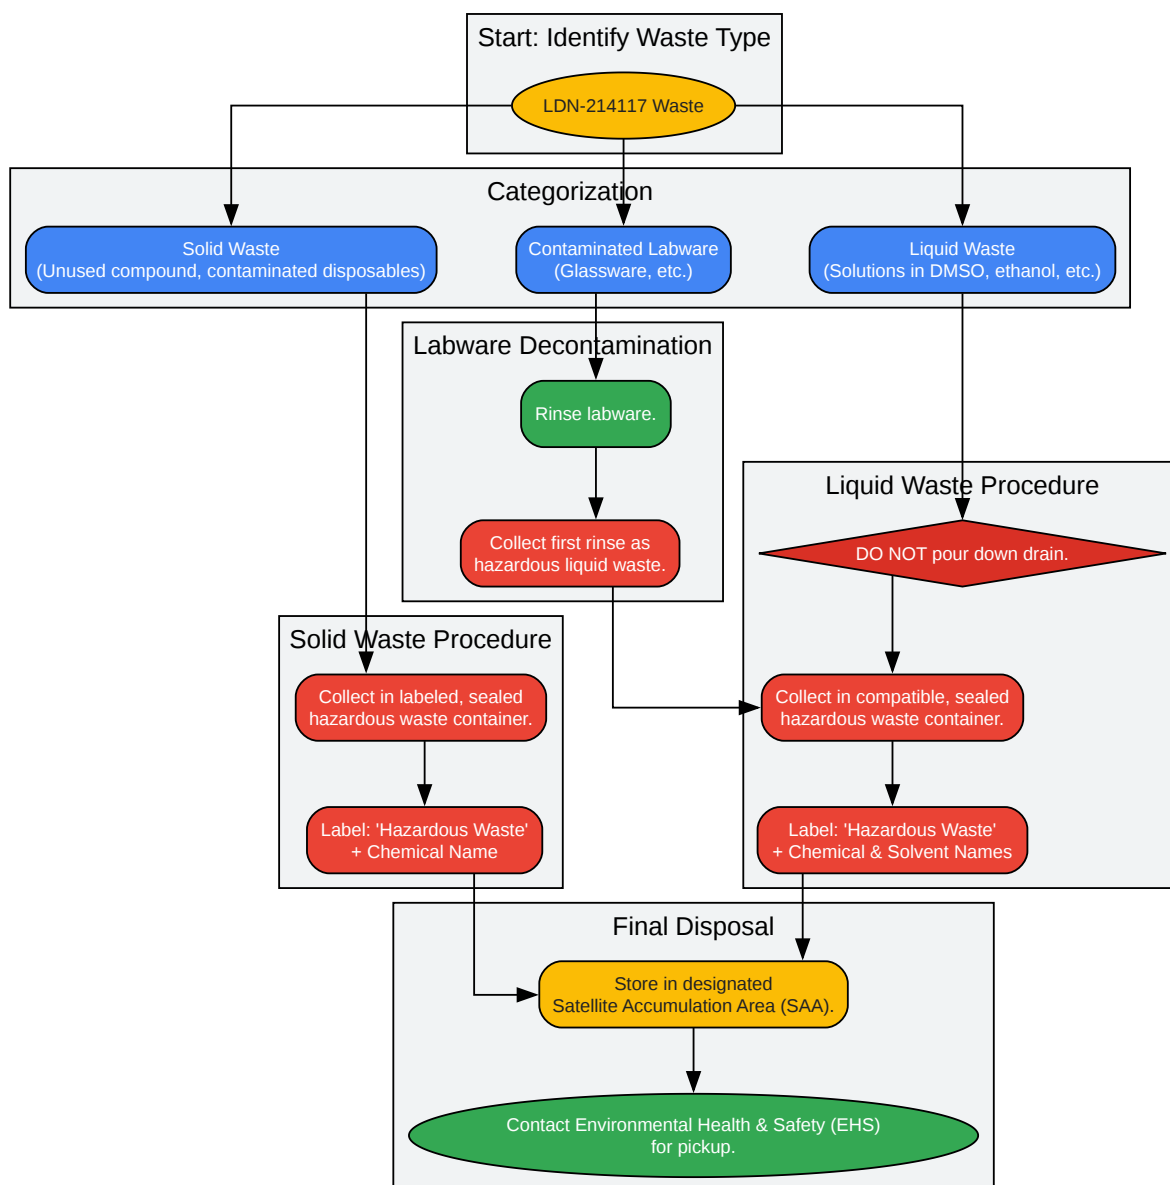 Start: Identify Waste Type
LDN-214117 Waste
Categorization
Solid Waste
(Unused compound, contaminated disposables)
Contaminated Labware
(Glassware, etc.)
Liquid Waste
(Solutions in DMSO, ethanol, etc.)
Labware Decontamination
Rinse labware.
Collect first rinse as
hazardous liquid waste.
Liquid Waste Procedure
DO NOT pour down drain.
Collect in compatible, sealed
hazardous waste container.
Label: 'Hazardous Waste'
+ Chemical & Solvent Names
Solid Waste Procedure
Collect in labeled, sealed
hazardous waste container.
Label: 'Hazardous Waste'
+ Chemical Name
Final Disposal
Store in designated
Satellite Accumulation Area (SAA).
Contact Environmental Health & Safety (EHS)
for pickup.